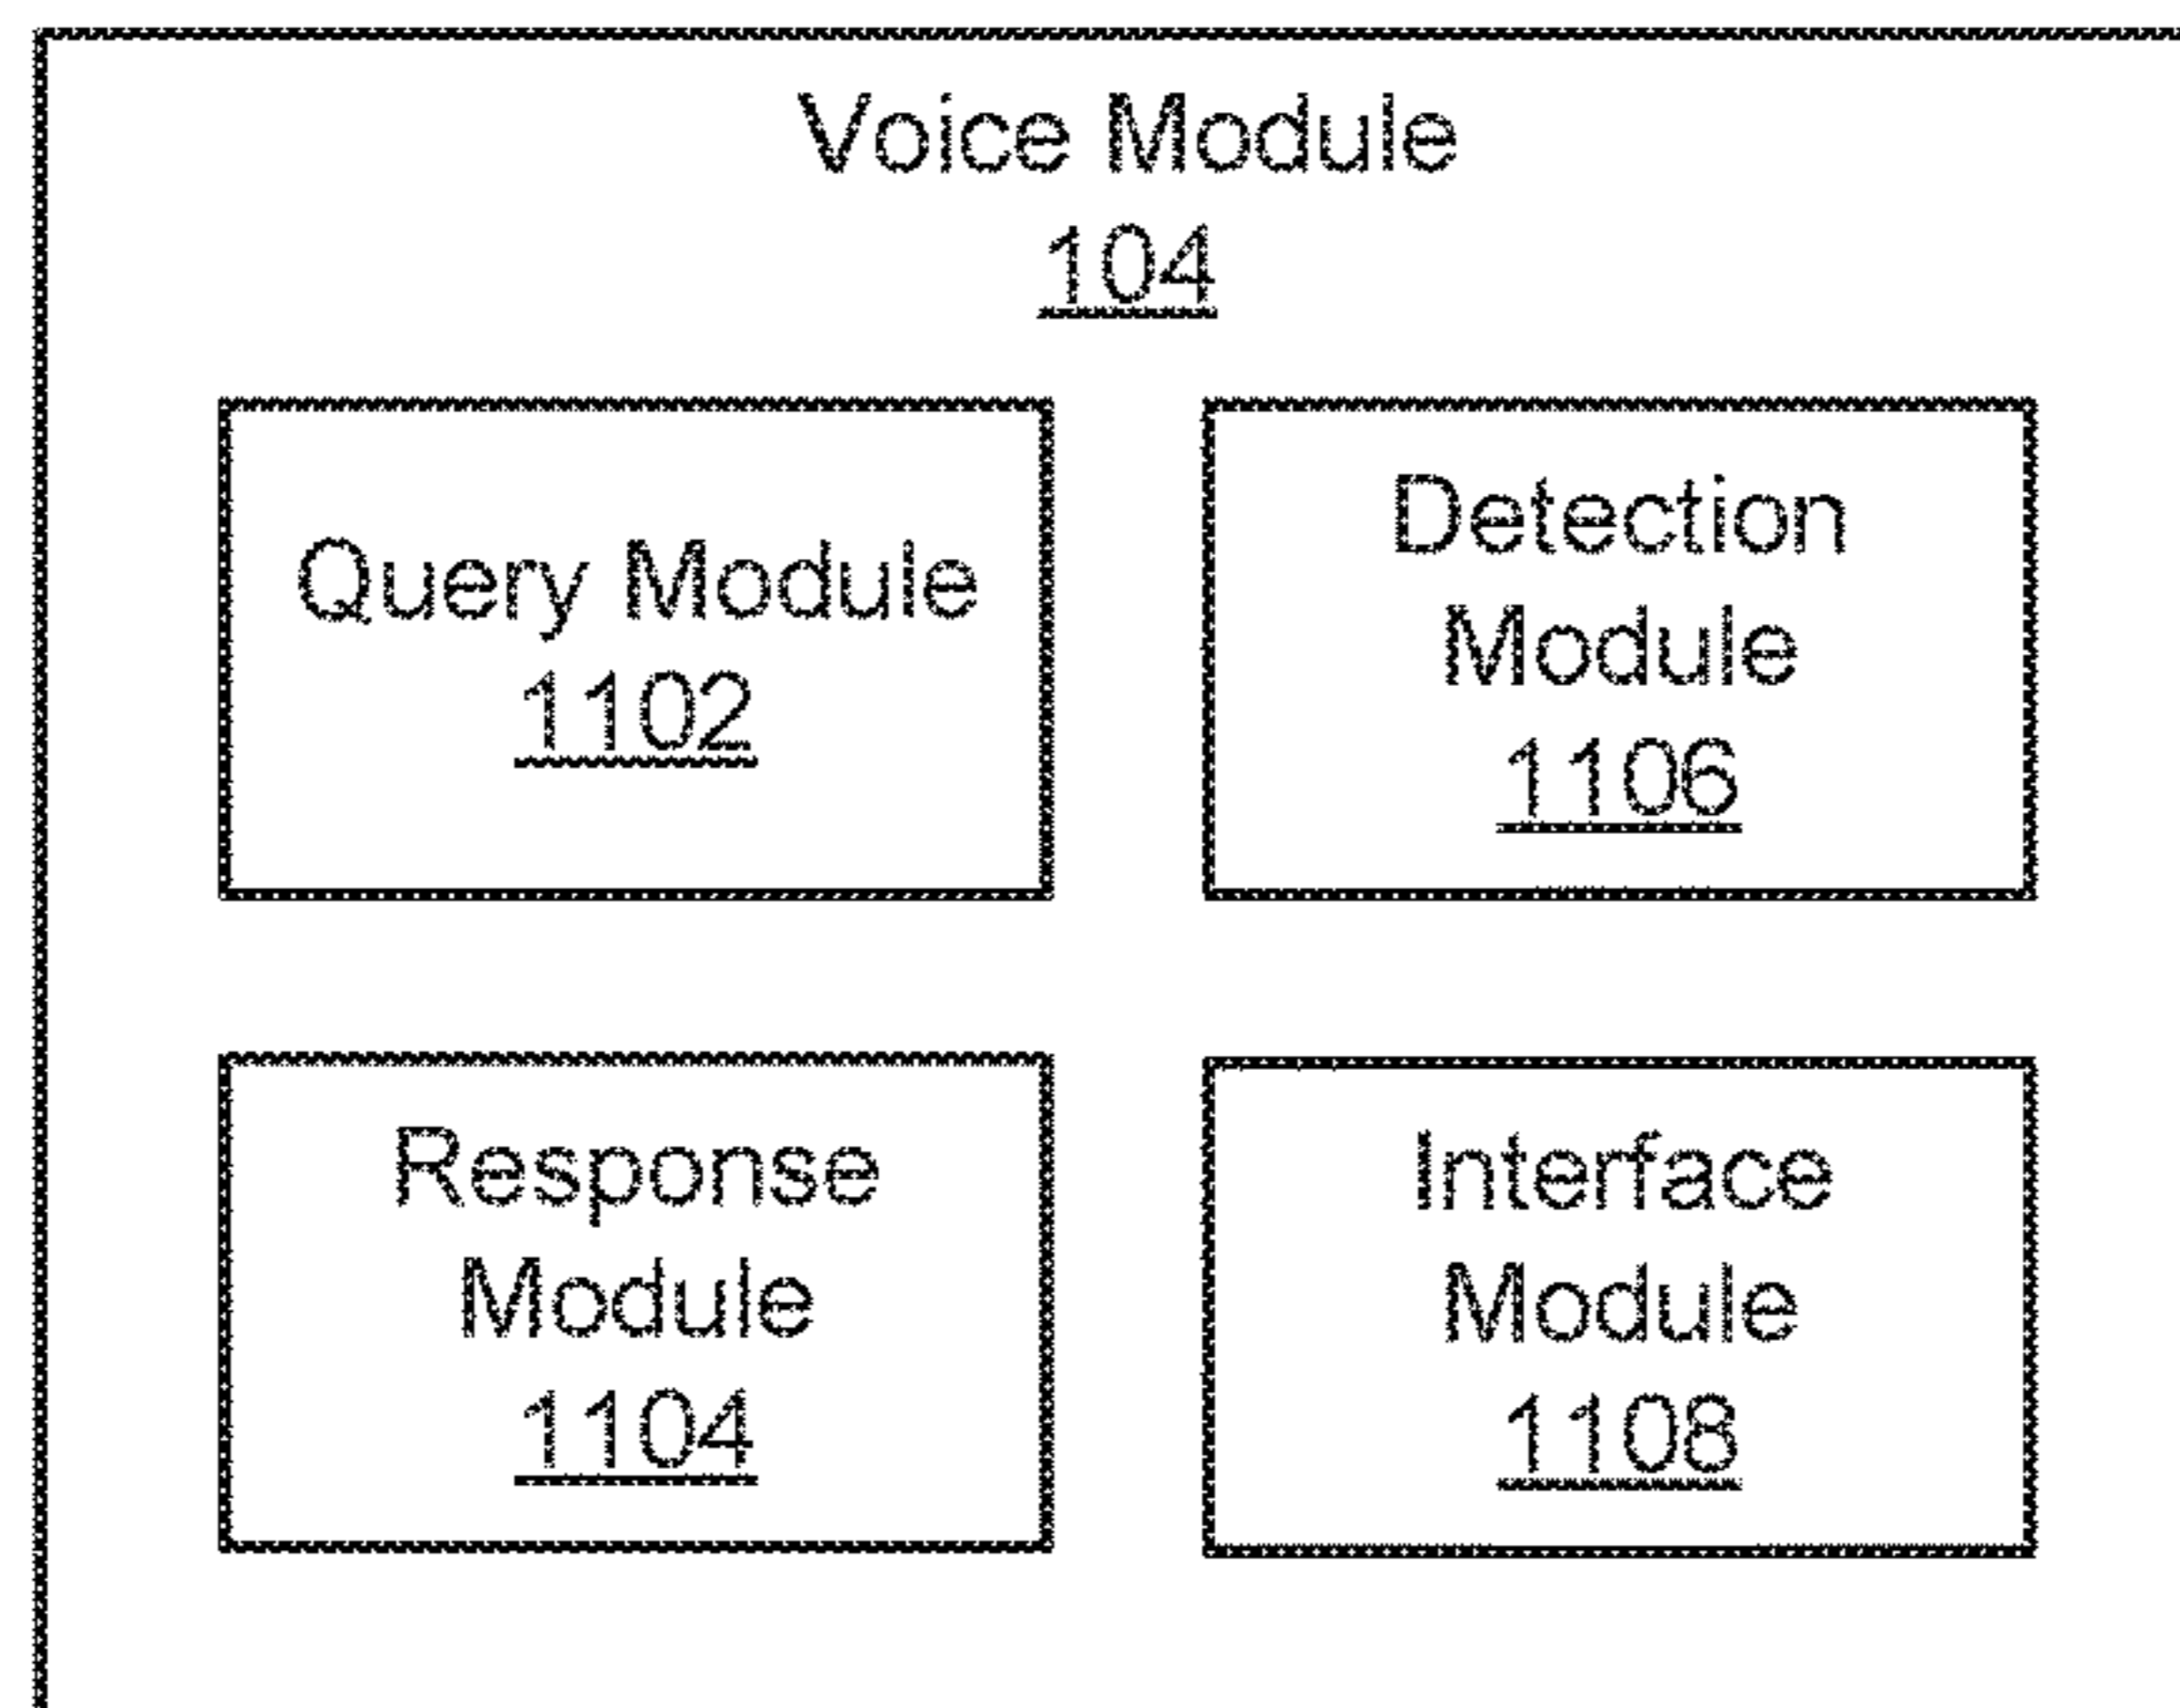 Voice Module
104
Query Module
1102
Detection
Module
1106
Response
Module
1104
Interface
Module
1108